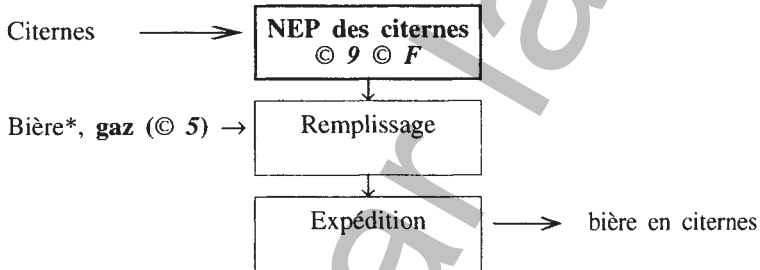 Citernes
NEP des citernes
© 9 © F
Bière*, gaz (© 5) →
Remplissage
Expédition
bière en citernes